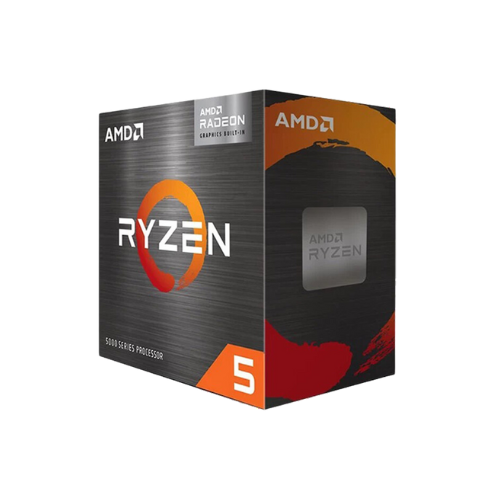 AMD
AMD
RADEON
GRAPHICS BUILT-IN
RYZEN
5000 SERIES PROCESSOR
5
AMD
AMD
RYZEN